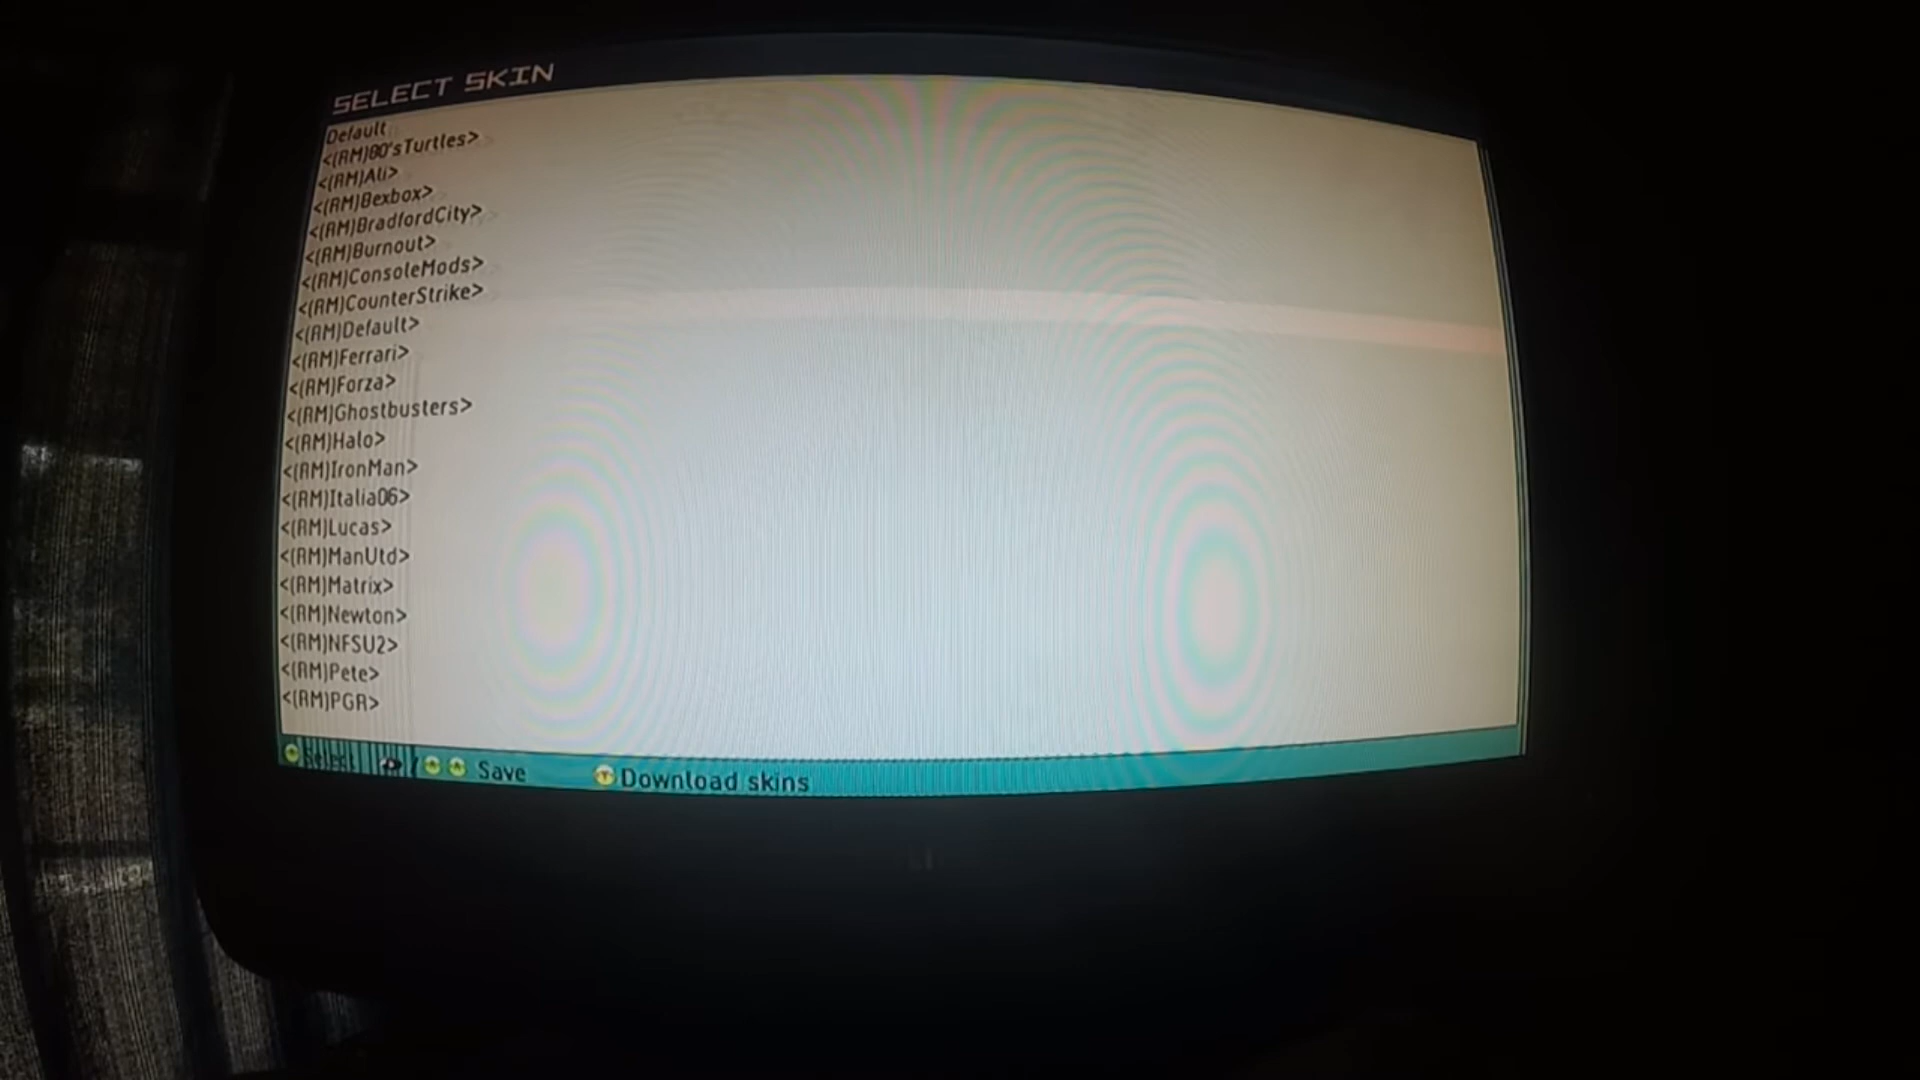 SELECT SKIN
Default
<(RM)80'sTurtles>
<(RM)Ali>
<(RM)Bexbox>
<(RM)BradfordCity>
<(RM)Burnout>
<(RM)ConsoleMods>
<(RM)CounterStrike>
<(RM)Default>
<(RM)Ferrari>
<(RM)Forza>
<(RM)Ghostbusters>
<(RM)Halo>
<(RM)IronMan>
<(RM)Italia06>
<(RM)Lucas>
<(RM)ManUtd>
<(RM)Matrix>
<(RM)Newton>
<(RM)NFSU2>
<(RM)Pete>
<(RM)PGR>
Select / Save Download skins